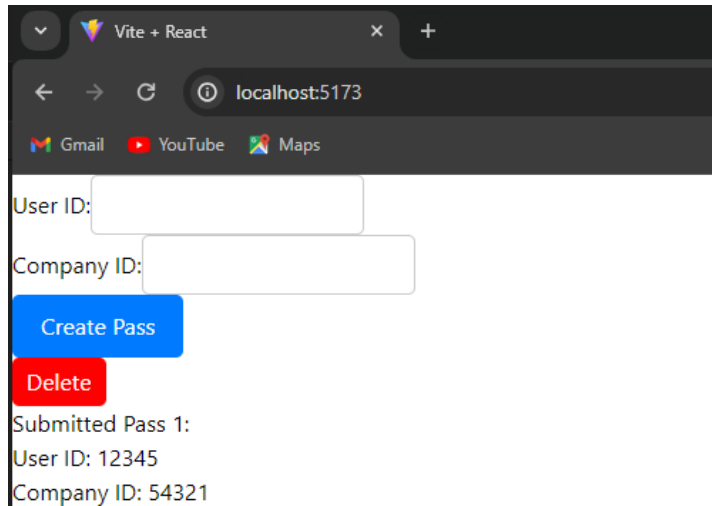 Vite + React
localhost:5173
Gmail YouTube Maps
User ID:
Company ID:
Create Pass
Delete
Submitted Pass 1:
User ID: 12345
Company ID: 54321